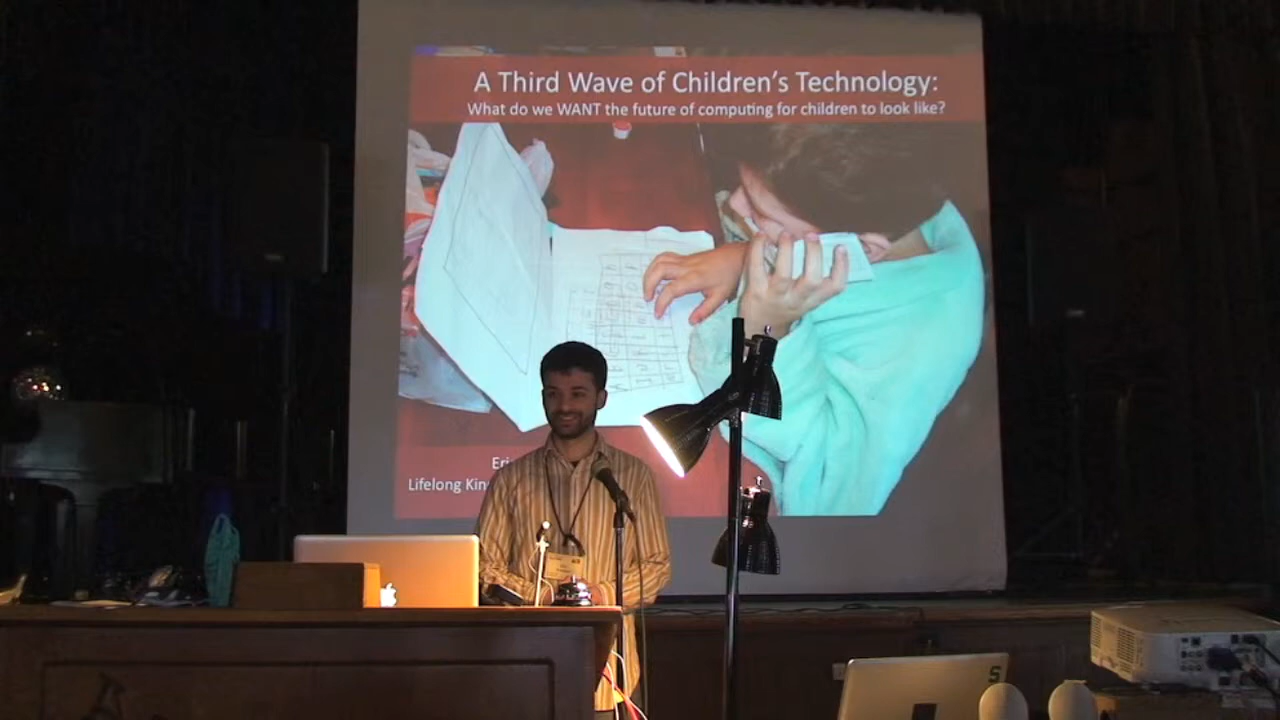 A Third Wave of Children's Technology:
What do we WANT the future of computing for children to look like?
Lifelong